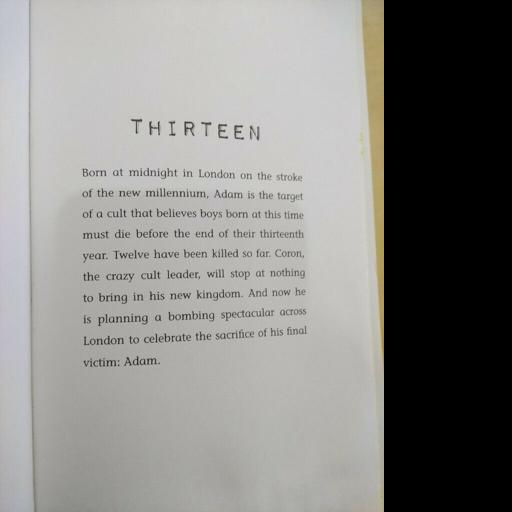 THIRTEEN
Born at midnight in London on the stroke
of the new millennium, Adam is the target
of a cult that believes boys born at this time
must die before the end of their thirteenth
year. Twelve have been killed so far. Coron,
the crazy cult leader, will stop at nothing
to bring in his new kingdom. And now he
is planning a bombing spectacular across
London to celebrate the sacrifice of his final
victim: Adam.